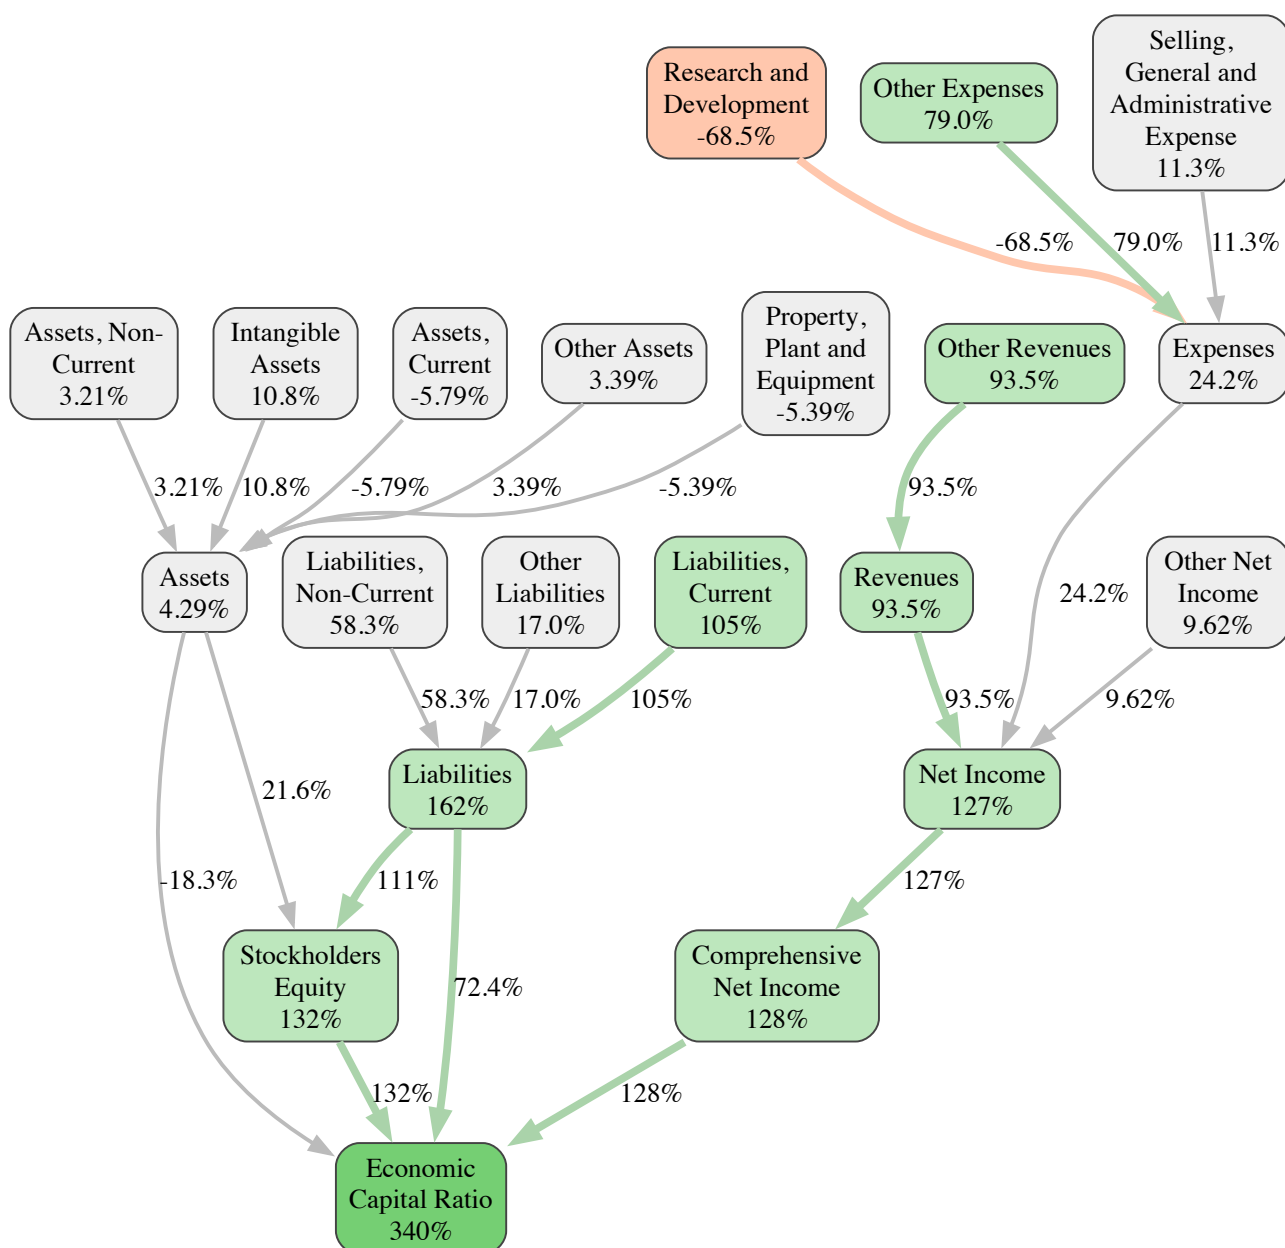 Selling,
General and
Administrative
Expense
11.3%
Research and
Development
-68.5%
Other Expenses
79.0%
-68.5%
79.0%
11.3%
Assets, Non-
Current
3.21%
Intangible
Assets
10.8%
Assets,
Current
-5.79%
Other Assets
3.39%
Property,
Plant and
Equipment
-5.39%
Other Revenues
93.5%
Expenses
24.2%
3.21%
10.8%
-5.79%
3.39%
-5.39%
93.5%
Assets
4.29%
Liabilities,
Non-Current
58.3%
Other
Liabilities
17.0%
Liabilities,
Current
105%
Revenues
93.5%
24.2%
Other Net
Income
9.62%
58.3%
17.0%
105%
93.5%
9.62%
21.6%
Liabilities
162%
Net Income
127%
-18.3%
111%
127%
Stockholders
Equity
132%
72.4%
Comprehensive
Net Income
128%
132%
128%
Economic
Capital Ratio
340%